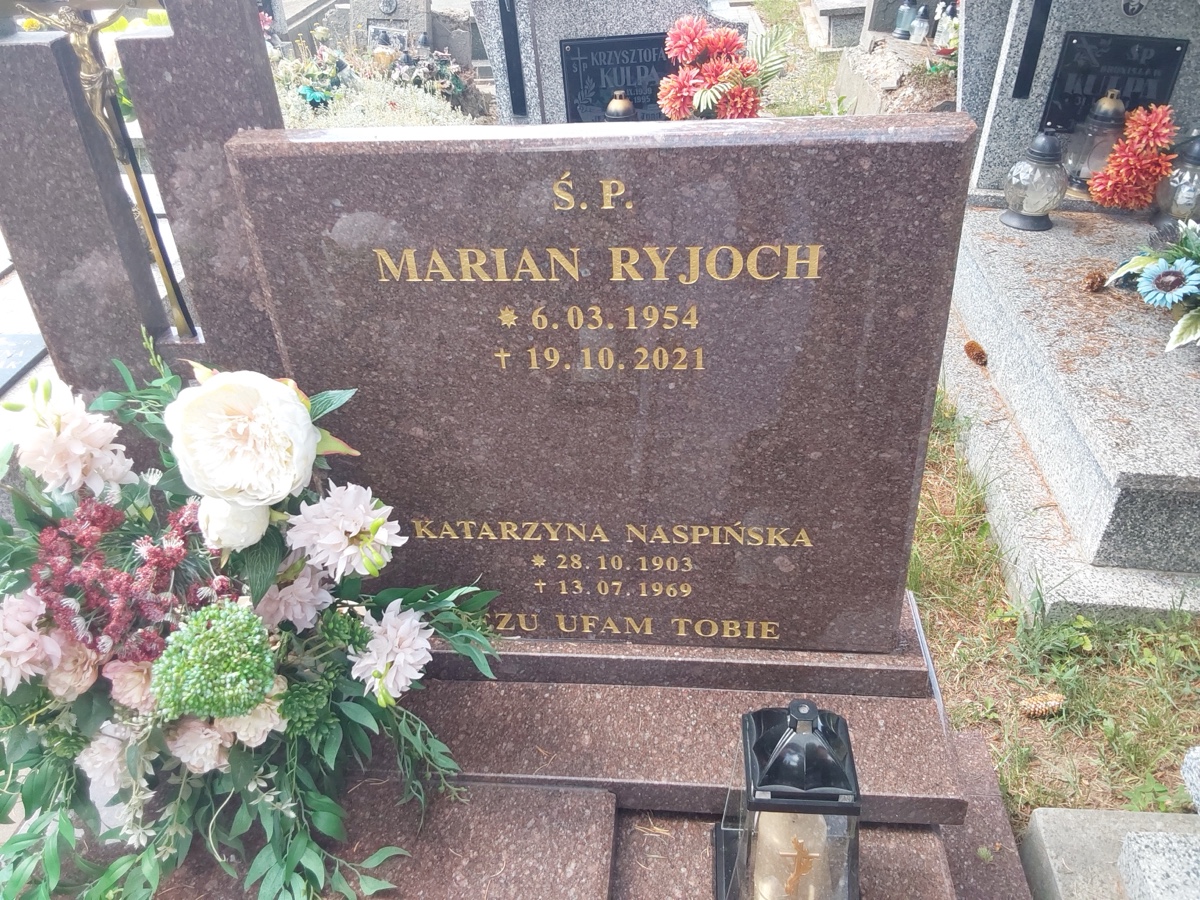 Ś. P.
MARIAN RYJOCH
6.03.1954
19.10.2021
KATARZYNA NASPIŃSKA
28.10.1903
13.07.1969
ZU UFAM TOBIE
KRZYSZTOF
KULPA